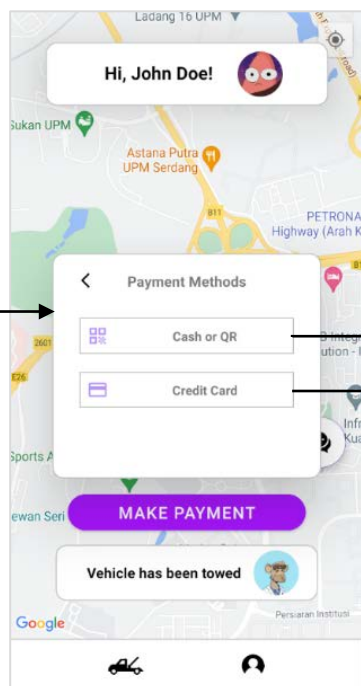 Ladang 16 UPM
Hi, John Doe!
road)
Sukan UPM
Astana Putra
UPM Serdang
B11
PETRONA
Highway (Arah K
Payment Methods
Cash or QR
2601
ution - I
E26
Credit Card
Infr
Kua
Sports A
MAKE PAYMENT
ewan Seri
Vehicle has been towed
Google
Persiaran Institusi